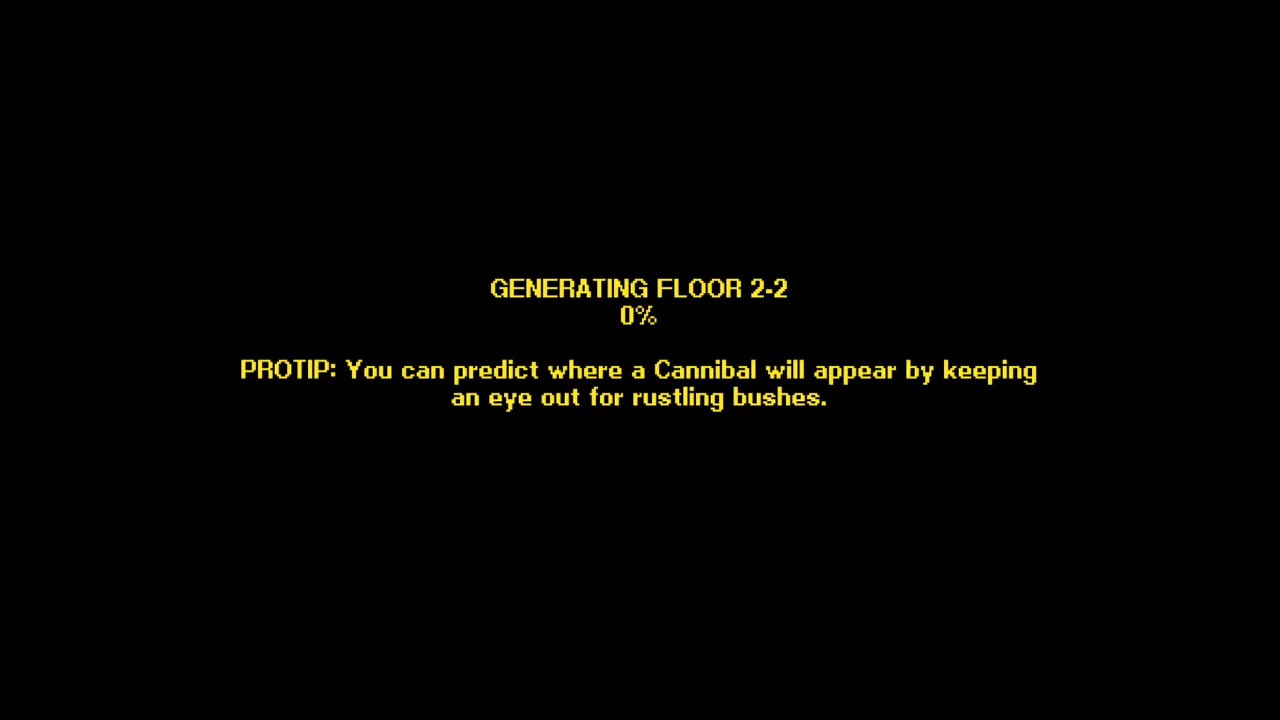 GENERATING FLOOR 2-2
0%
PROTIP: You can predict where a Cannibal will appear by keeping
an eye out for rustling bushes.